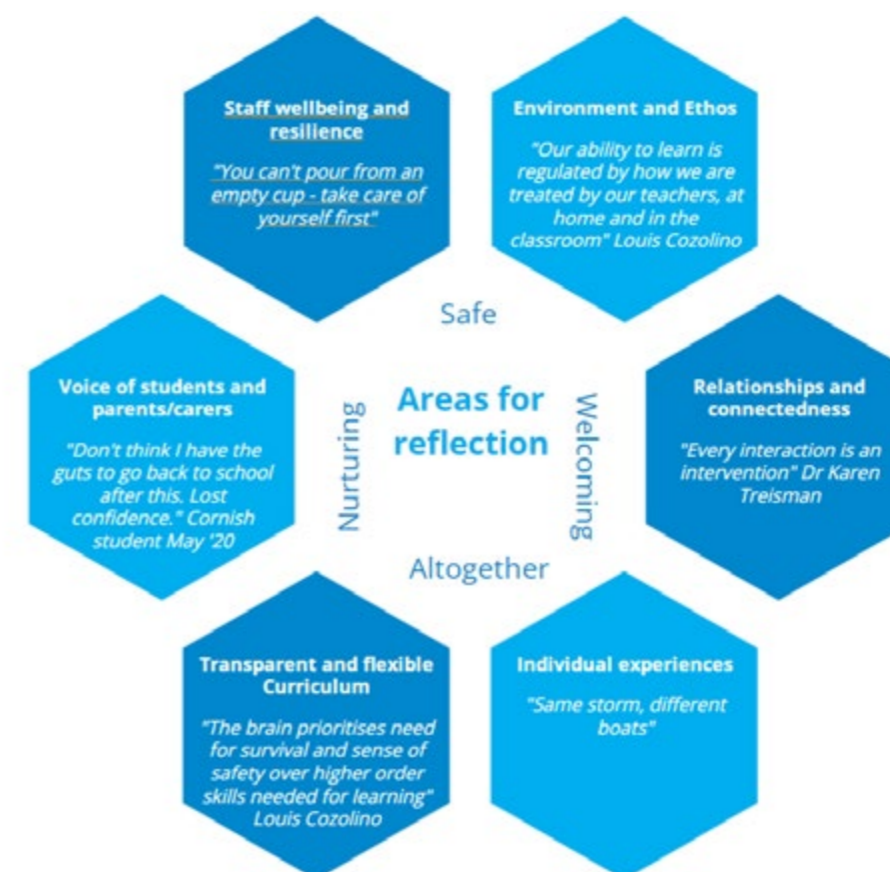 Staff wellbeing and
resilience
"You can't pour from an
empty cup - take care of
yourself first"
Environment and Ethos
"Our ability to learn is
regulated by how we are
treated by our teachers, at
home and in the
classroom" Louis Cozolino
Safe
Voice of students and
parents/carers
"Don't think I have the
guts to go back to school
after this. Lost
confidence." Cornish
student May '20
Nurturing
Areas for
reflection
Welcoming
Relationships and
connectedness
"Every interaction is an
intervention" Dr Karen
Treisman
Altogether
Transparent and flexible
Curriculum
"The brain prioritises need
for survival and sense of
safety over higher order
skills needed for learning"
Louis Cozolino
Individual experiences
"Same storm, different
boats"